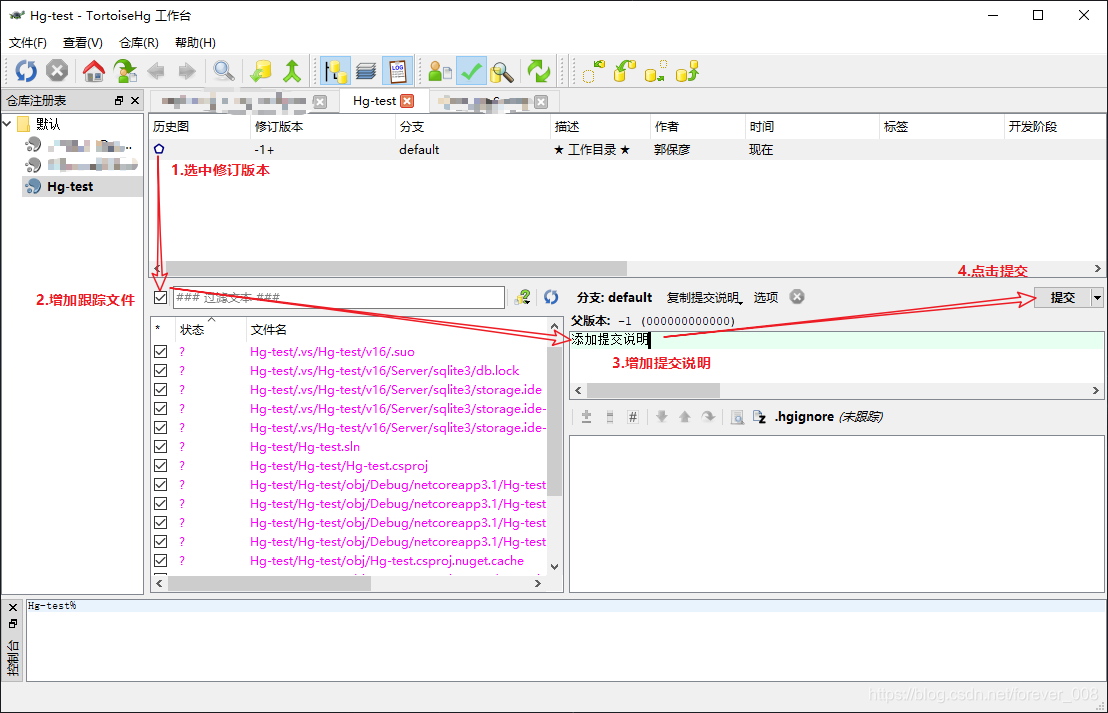 Hg-test - TortoiseHg 工作台
文件(F) 查看(V) 仓库(R) 帮助(H)
LOG
仓库注册表
Hg-test
默认
Hg-test
历史图 修订版本 分支 描述 作者 时间 标签 开发阶段
-1+ default ★ 工作目录 ★ 郭保彦 现在
1.选中修订版本
4.点击提交
2.增加跟踪文件
### 过滤文本 ###
分支: default 复制提交说明 选项 提交
父版本: -1 (000000000000)
添加提交说明
3.增加提交说明
* 状态 文件名
? Hg-test/.vs/Hg-test/v16/.suo
? Hg-test/.vs/Hg-test/v16/Server/sqlite3/db.lock
? Hg-test/.vs/Hg-test/v16/Server/sqlite3/storage.ide
? Hg-test/.vs/Hg-test/v16/Server/sqlite3/storage.ide-
? Hg-test/.vs/Hg-test/v16/Server/sqlite3/storage.ide-
? Hg-test/Hg-test.sln
? Hg-test/Hg-test/Hg-test.csproj
? Hg-test/Hg-test/obj/Debug/netcoreapp3.1/Hg-test
? Hg-test/Hg-test/obj/Debug/netcoreapp3.1/Hg-test
? Hg-test/Hg-test/obj/Debug/netcoreapp3.1/Hg-test
? Hg-test/Hg-test/obj/Debug/netcoreapp3.1/Hg-test
? Hg-test/Hg-test/obj/Hg-test.csproj.nuget.cache
# .hgignore (未跟踪)
Hg-test%
控制台
https://blog.csdn.net/forever_008